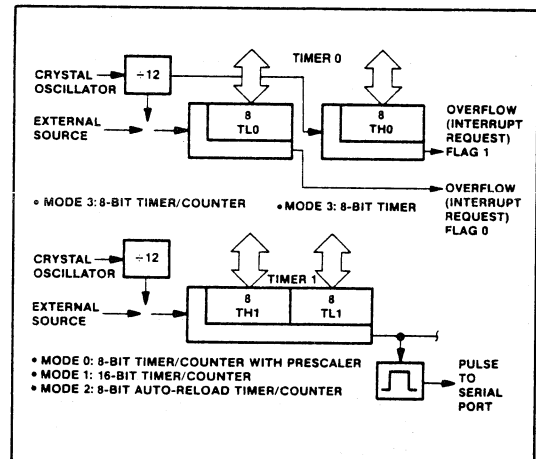 TIMER 0
÷12
CRYSTAL
OSCILLATOR
EXTERNAL
SOURCE
8
TL0
8
TH0
OVERFLOW
(INTERRUPT
REQUEST)
FLAG 1
OVERFLOW
(INTERRUPT
REQUEST)
FLAG 0
• MODE 3: 8-BIT TIMER/COUNTER
• MODE 3: 8-BIT TIMER
÷12
CRYSTAL
OSCILLATOR
EXTERNAL
SOURCE
TIMER 1
8
TH1
8
TL1
• MODE 0: 8-BIT TIMER/COUNTER WITH PRESCALER
• MODE 1: 16-BIT TIMER/COUNTER
• MODE 2: 8-BIT AUTO-RELOAD TIMER/COUNTER
PULSE
TO
SERIAL
PORT